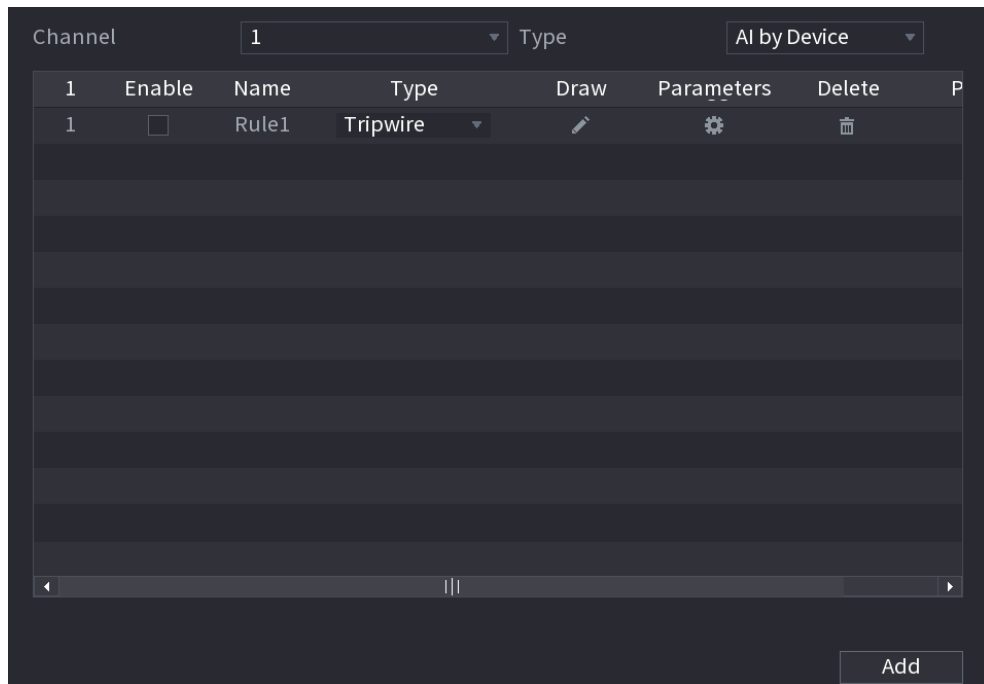 Channel 1 Type AI by Device
1 Enable Name Type Draw Parameters Delete P
1 Rule1 Tripwire
Add